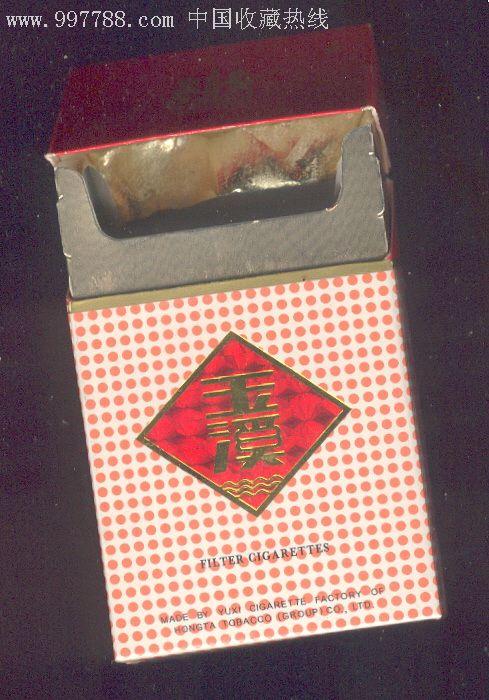 www.997788.com 中国收藏热线
玉
溪
FILTER CIGARETTES
MADE BY YUXI CIGARETTE FACTORY OF
HONGTA TOBACCO (GROUP) CO., LTD.